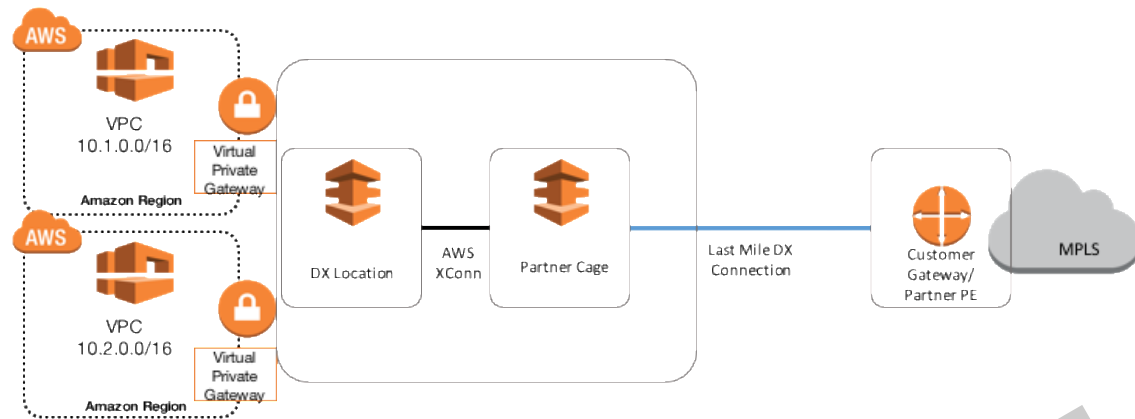 AWS
VPC
10.1.0.0/16
Virtual
Private
Gateway
Amazon Region
AWS
VPC
10.2.0.0/16
Virtual
Private
Gateway
Amazon Region
DX Location
AWS
XConn
Partner Cage
Last Mile DX
Connection
Customer
Gateway/
Partner PE
MPLS